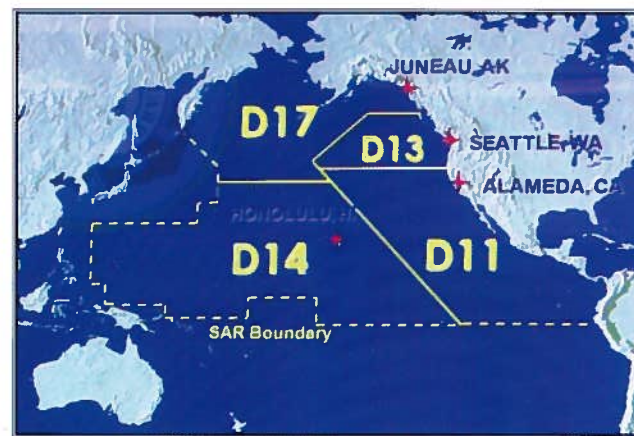 JUNEAU, AK
D17
D13
SEATTLE, WA
ALAMEDA, CA
HONOLULU, HI
D14
D11
SAR Boundary